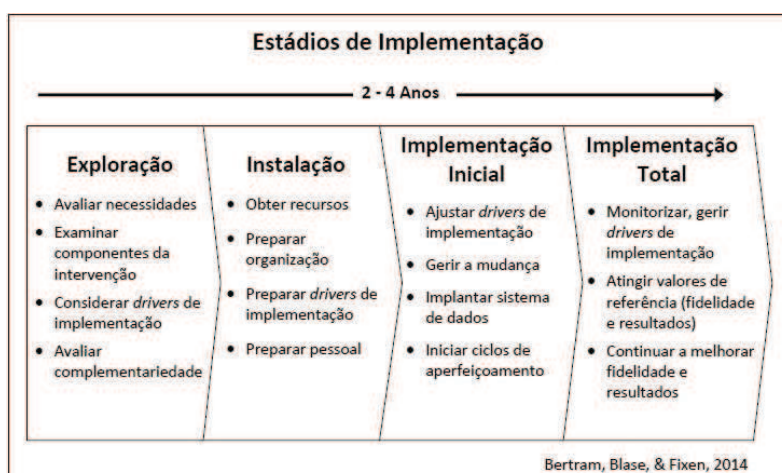 Estádios de Implementação
2 - 4 Anos
Exploração
• Avaliar necessidades
• Examinar
componentes da
intervenção
• Considerar drivers de
implementação
• Avaliar
complementariedade
Instalação
• Obter recursos
• Preparar
organização
• Preparar drivers de
implementação
• Preparar pessoal
Implementação
Inicial
• Ajustar drivers de
implementação
• Gerir a mudança
• Implantar sistema
de dados
• Iniciar ciclos de
aperfeiçoamento
Implementação
Total
• Monitorizar, gerir
drivers de
implementação
• Atingir valores de
referência (fidelidade
e resultados)
• Continuar a melhorar
fidelidade e
resultados
Bertram, Blase, & Fixen, 2014